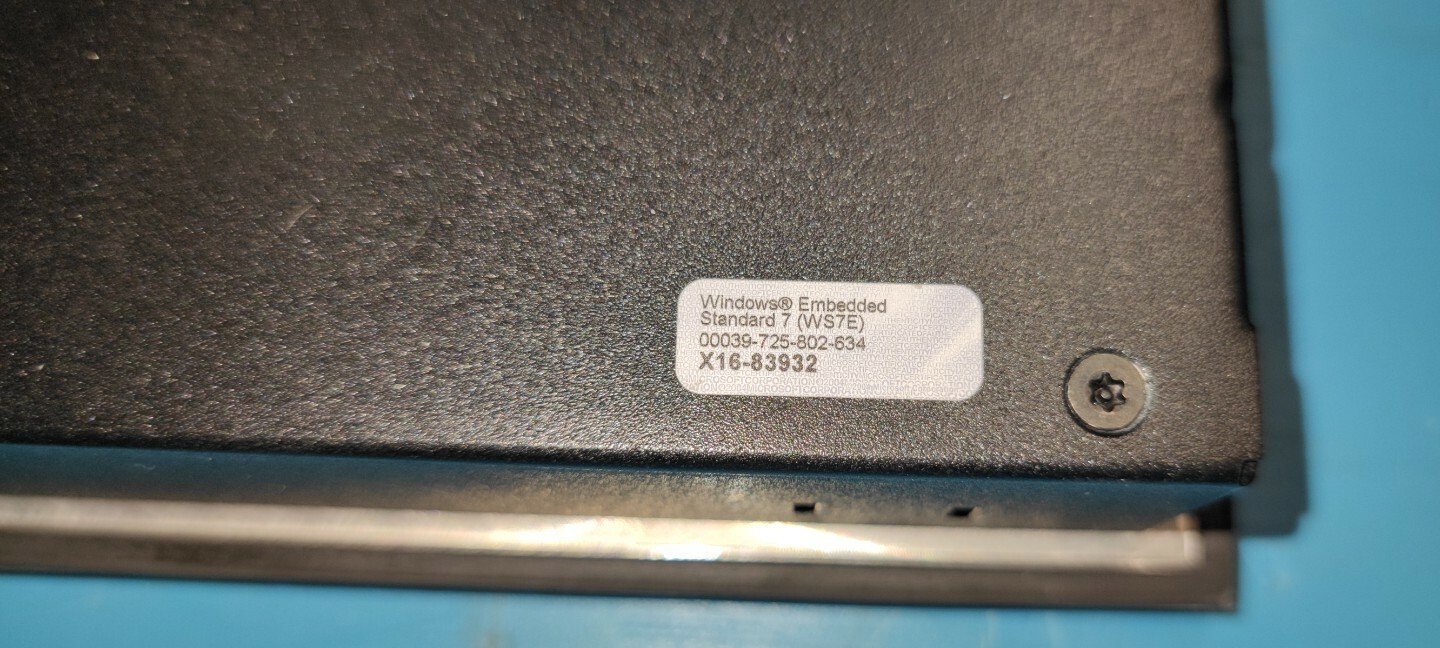 Windows® Embedded
Standard 7 (WS7E)
00039-725-802-634
X16-83932